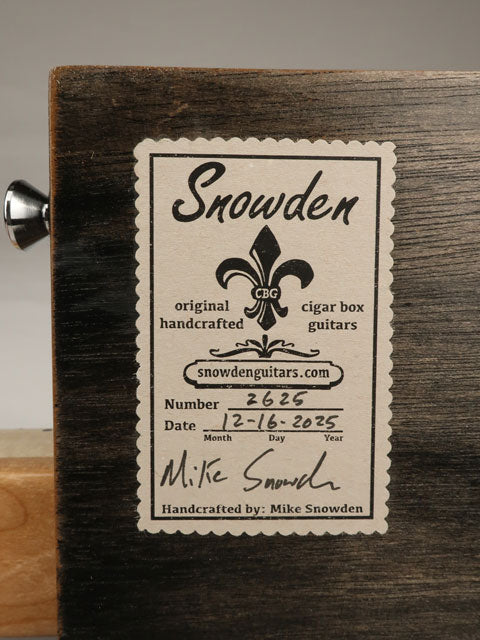 Snowden
CBG
original cigar box
handcrafted guitars
snowdenguitars.com
Number 2625
Date 12-16-2025
Month Day Year
Mike Snowden
Handcrafted by: Mike Snowden